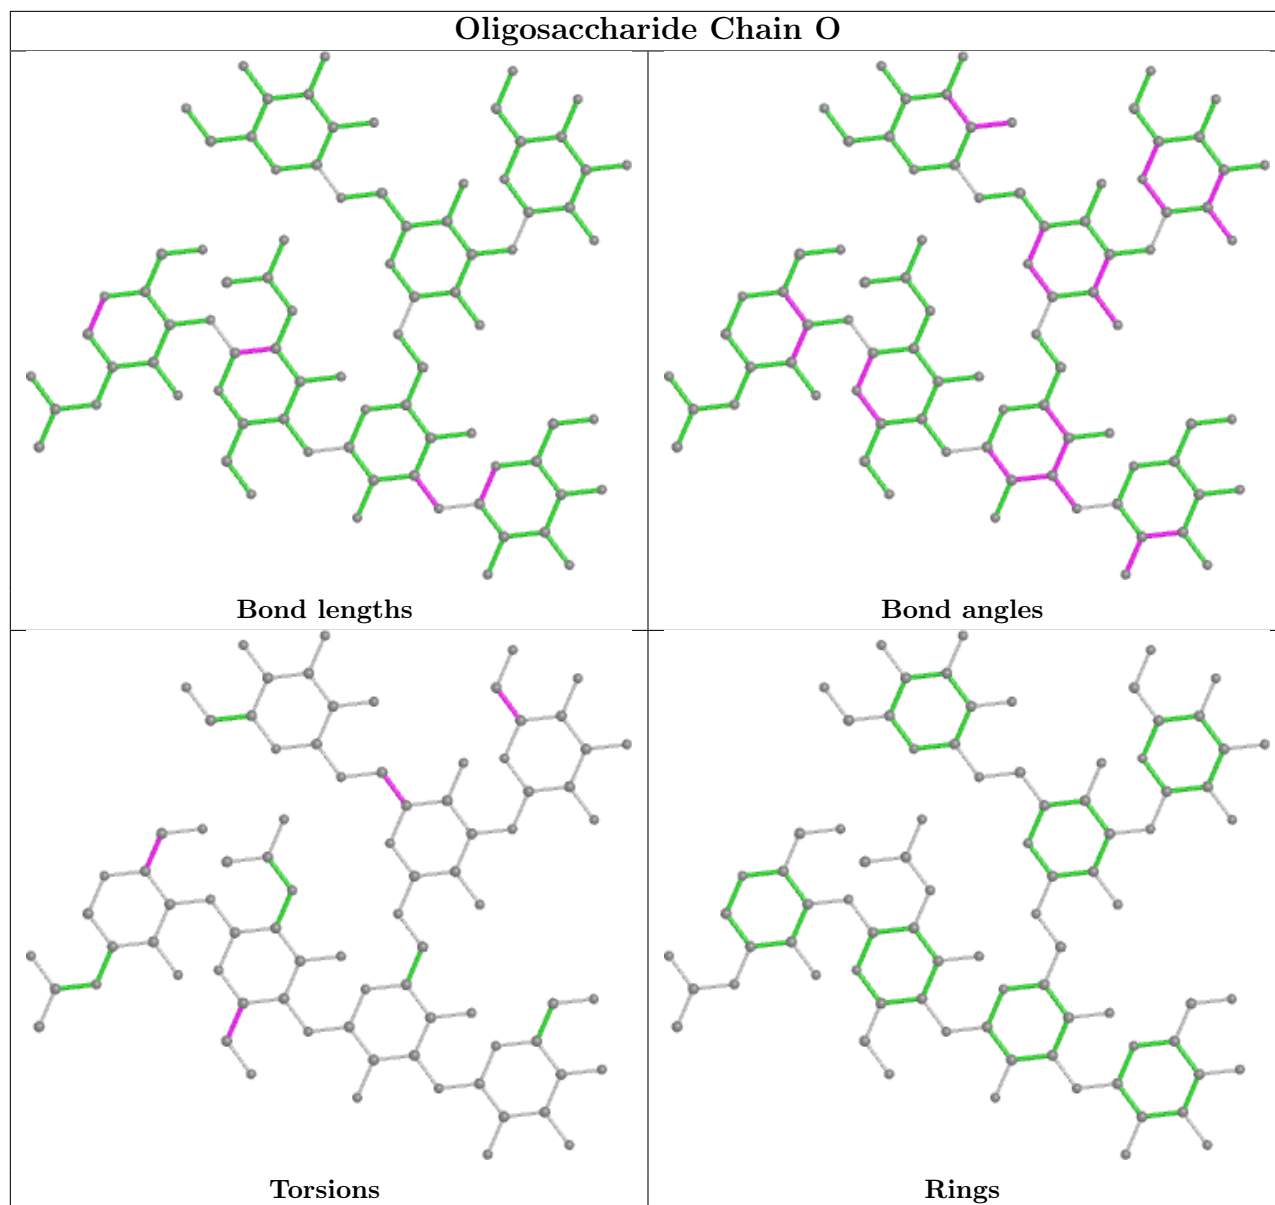 Oligosaccharide Chain O
Bond lengths
Bond angles
Torsions
Rings